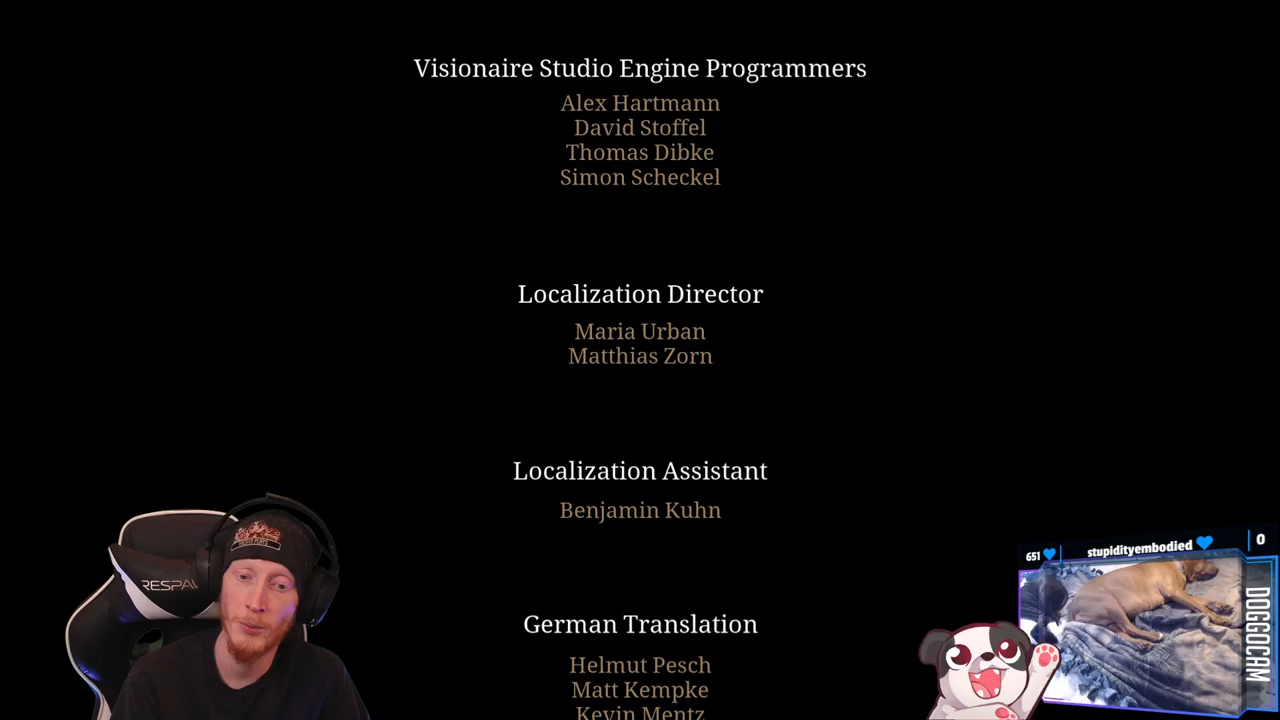 Visionaire Studio Engine Programmers
Alex Hartmann
David Stoffel
Thomas Dibke
Simon Scheckel
Localization Director
Maria Urban
Matthias Zorn
Localization Assistant
Benjamin Kuhn
German Translation
Helmut Pesch
Matt Kempke
Kevin Mentz
RESPAW
651
stupidityembodied
0
DOGGOCAM